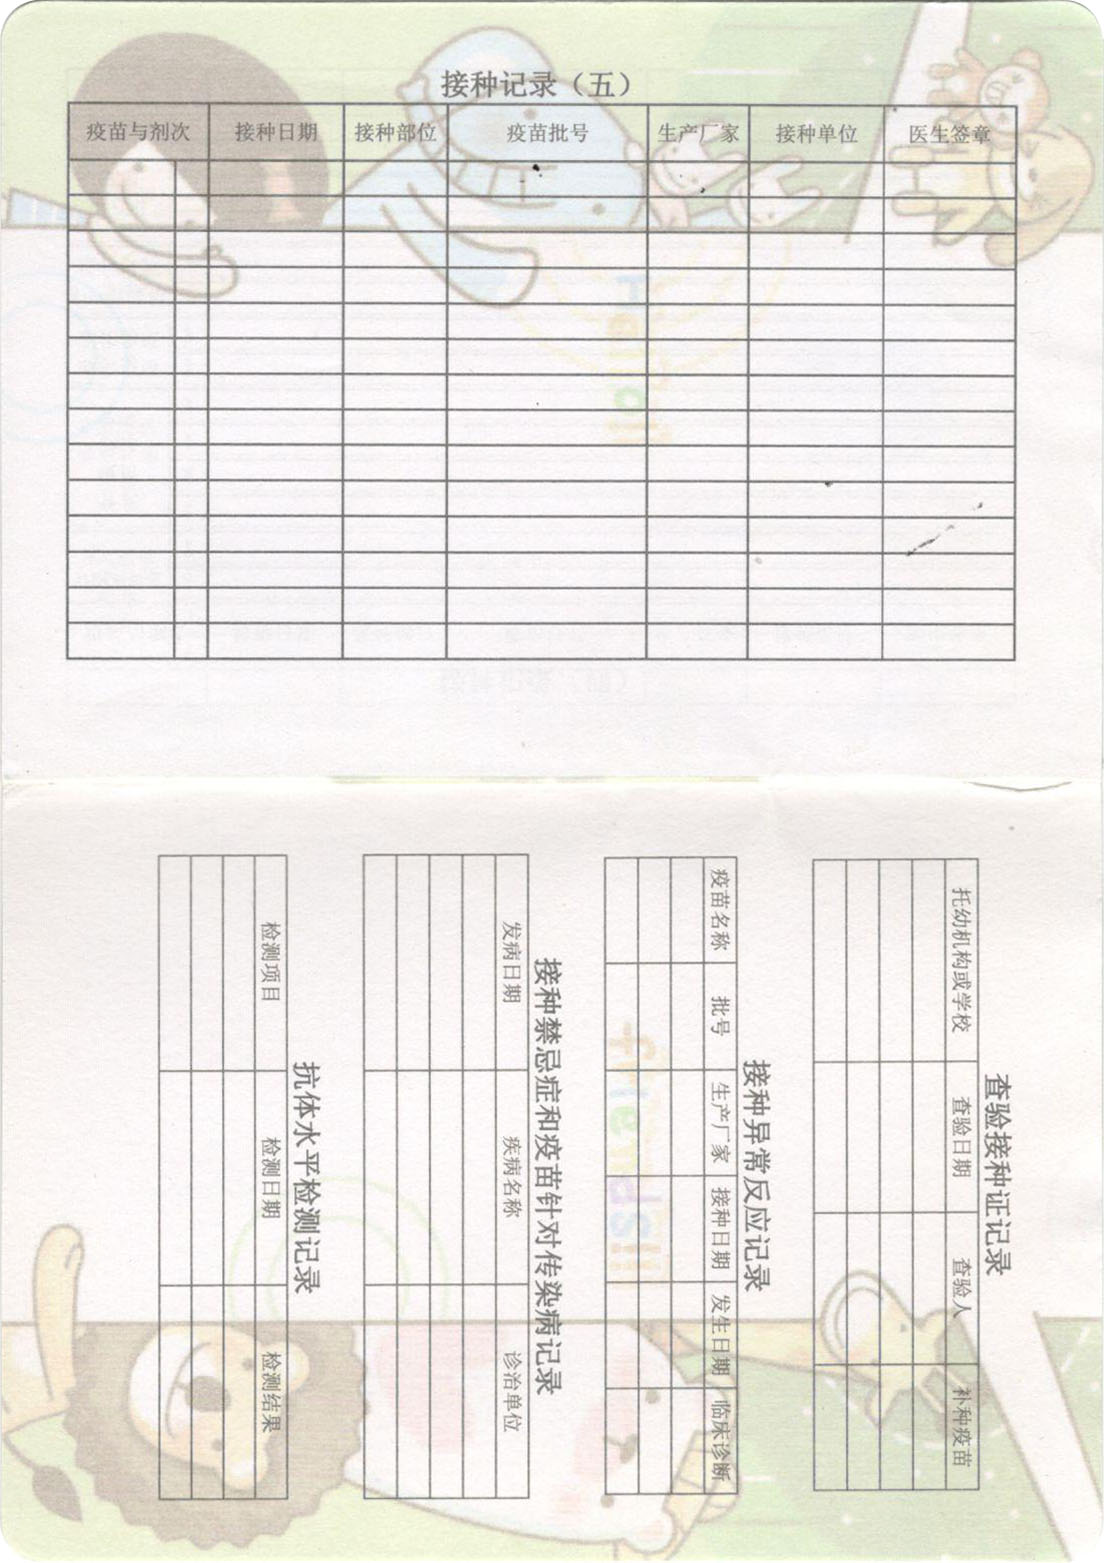 接种记录（五）
疫苗与剂次 接种日期 接种部位 疫苗批号 生产厂家 接种单位 医生签章
查验接种证记录
托幼机构或学校 查验日期 查验人 补种疫苗
接种异常反应记录
疫苗名称 批号 生产厂家 接种日期 发生日期 临床诊断
接种禁忌症和疫苗针对传染病记录
发病日期 疾病名称 诊治单位
抗体水平检测记录
检测项目 检测日期 检测结果